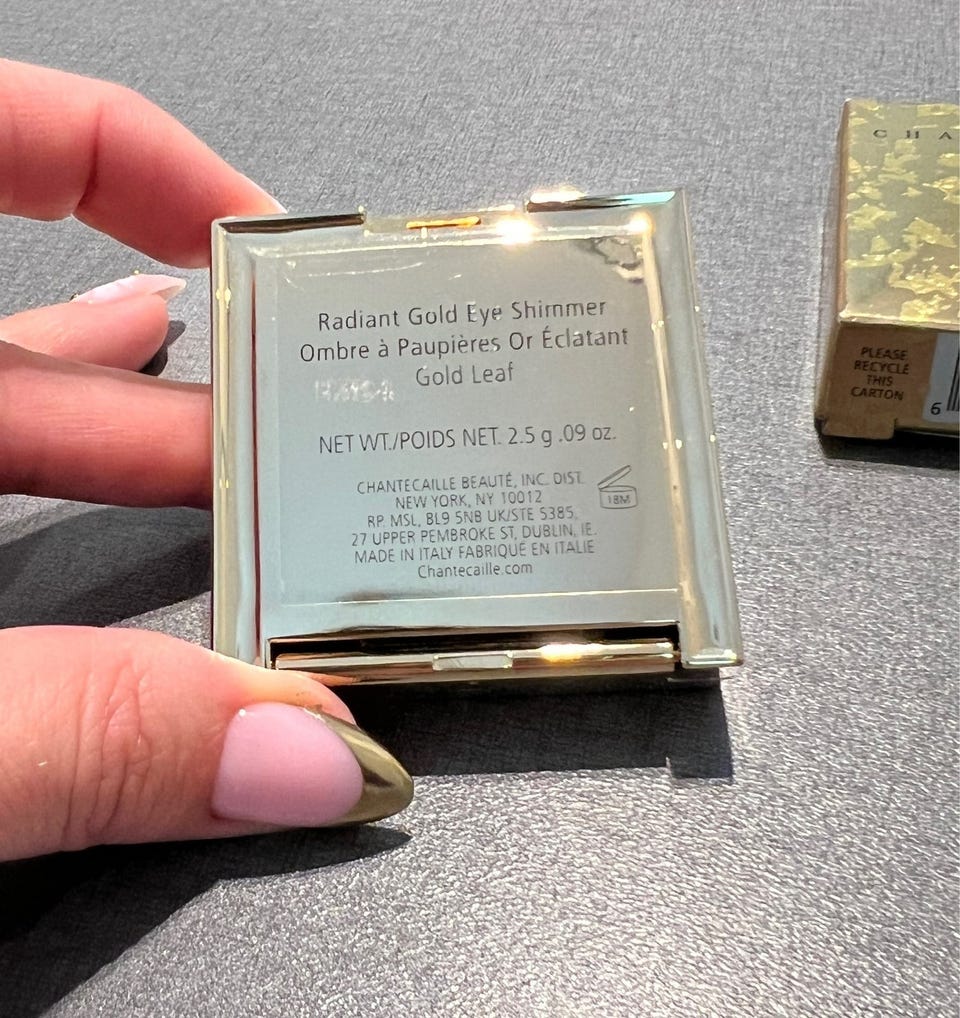 Radiant Gold Eye Shimmer
Ombre à Paupières Or Éclatant
Gold Leaf
NET WT./POIDS NET. 2.5 g .09 oz.
CHANTECAILLE BEAUTÉ, INC. DIST.
NEW YORK, NY 10012
RP. MSL, BL9 5NB UK/STE 5385,
27 UPPER PEMBROKE ST, DUBLIN, IE.
MADE IN ITALY FABRIQUÉ EN ITALIE
Chantecaille.com
18M
CHA
PLEASE
RECYCLE
THIS
CARTON
6